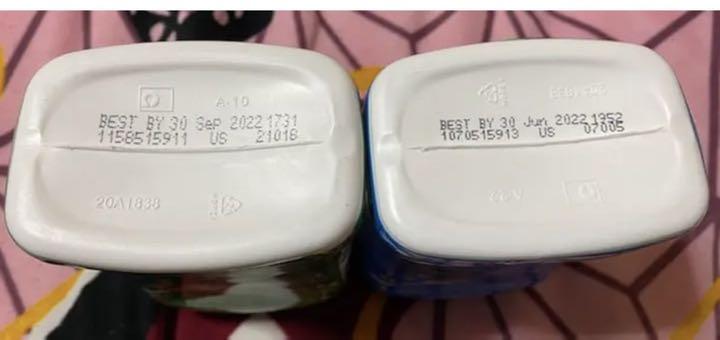 A-10
BEST BY 30 Sep 2022 1731
1158515911 US 21018
20A1838
BEST BY 30 Jun 2022 1952
1070515913 US 07005